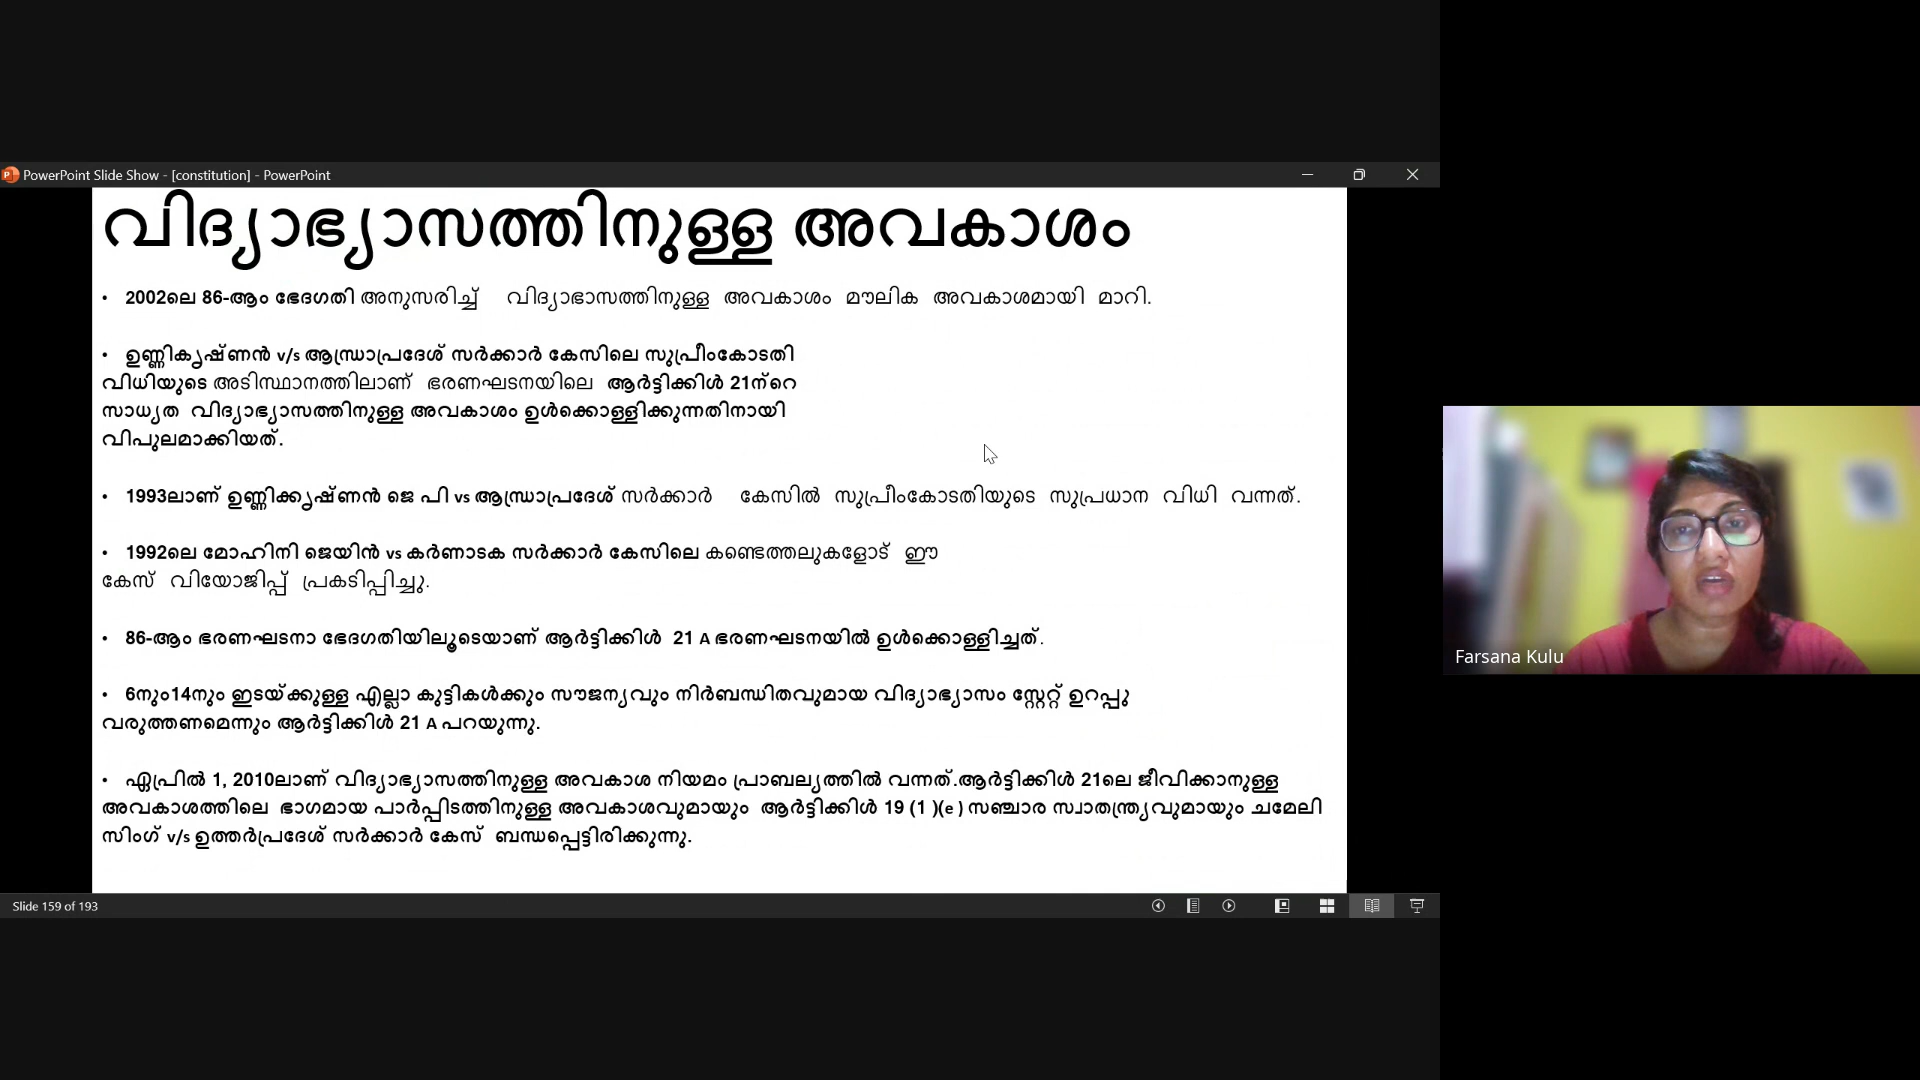 PowerPoint Slide Show - [constitution] - PowerPoint
വിദ്യാഭ്യാസത്തിനുള്ള അവകാശം
• 2002ലെ 86-ആം ഭേദഗതി അനുസരിച്ച് വിദ്യാഭാസത്തിനുള്ള അവകാശം മൗലിക അവകാശമായി മാറി.
• ഉണ്ണികൃഷ്ണൻ v/s ആന്ധ്രാപ്രദേശ് സർക്കാർ കേസിലെ സുപ്രീംകോടതി
വിധിയുടെ അടിസ്ഥാനത്തിലാണ് ഭരണഘടനയിലെ ആർട്ടിക്കിൾ 21ന്റെ
സാധ്യത വിദ്യാഭ്യാസത്തിനുള്ള അവകാശം ഉൾക്കൊള്ളിക്കുന്നതിനായി
വിപുലമാക്കിയത്.
• 1993ലാണ് ഉണ്ണിക്കൃഷ്ണൻ ജെ പി vs ആന്ധ്രാപ്രദേശ് സർക്കാർ കേസിൽ സുപ്രീംകോടതിയുടെ സുപ്രധാന വിധി വന്നത്.
• 1992ലെ മോഹിനി ജെയിൻ vs കർണാടക സർക്കാർ കേസിലെ കണ്ടെത്തലുകളോട് ഈ
കേസ് വിയോജിപ്പ് പ്രകടിപ്പിച്ചു.
• 86-ആം ഭരണഘടനാ ഭേദഗതിയിലൂടെയാണ് ആർട്ടിക്കിൾ 21 A ഭരണഘടനയിൽ ഉൾക്കൊള്ളിച്ചത്.
• 6നും14നും ഇടയ്ക്കുള്ള എല്ലാ കുട്ടികൾക്കും സൗജന്യവും നിർബന്ധിതവുമായ വിദ്യാഭ്യാസം സ്റ്റേറ്റ് ഉറപ്പു
വരുത്തണമെന്നും ആർട്ടിക്കിൾ 21 A പറയുന്നു.
• ഏപ്രിൽ 1, 2010ലാണ് വിദ്യാഭ്യാസത്തിനുള്ള അവകാശ നിയമം പ്രാബല്യത്തിൽ വന്നത്.ആർട്ടിക്കിൾ 21ലെ ജീവിക്കാനുള്ള
അവകാശത്തിലെ ഭാഗമായ പാർപ്പിടത്തിനുള്ള അവകാശവുമായും ആർട്ടിക്കിൾ 19 (1 )(e ) സഞ്ചാര സ്വാതന്ത്ര്യവുമായും ചമേലി
സിംഗ് v/s ഉത്തർപ്രദേശ് സർക്കാർ കേസ് ബന്ധപ്പെട്ടിരിക്കുന്നു.
Farsana Kulu
Slide 159 of 193